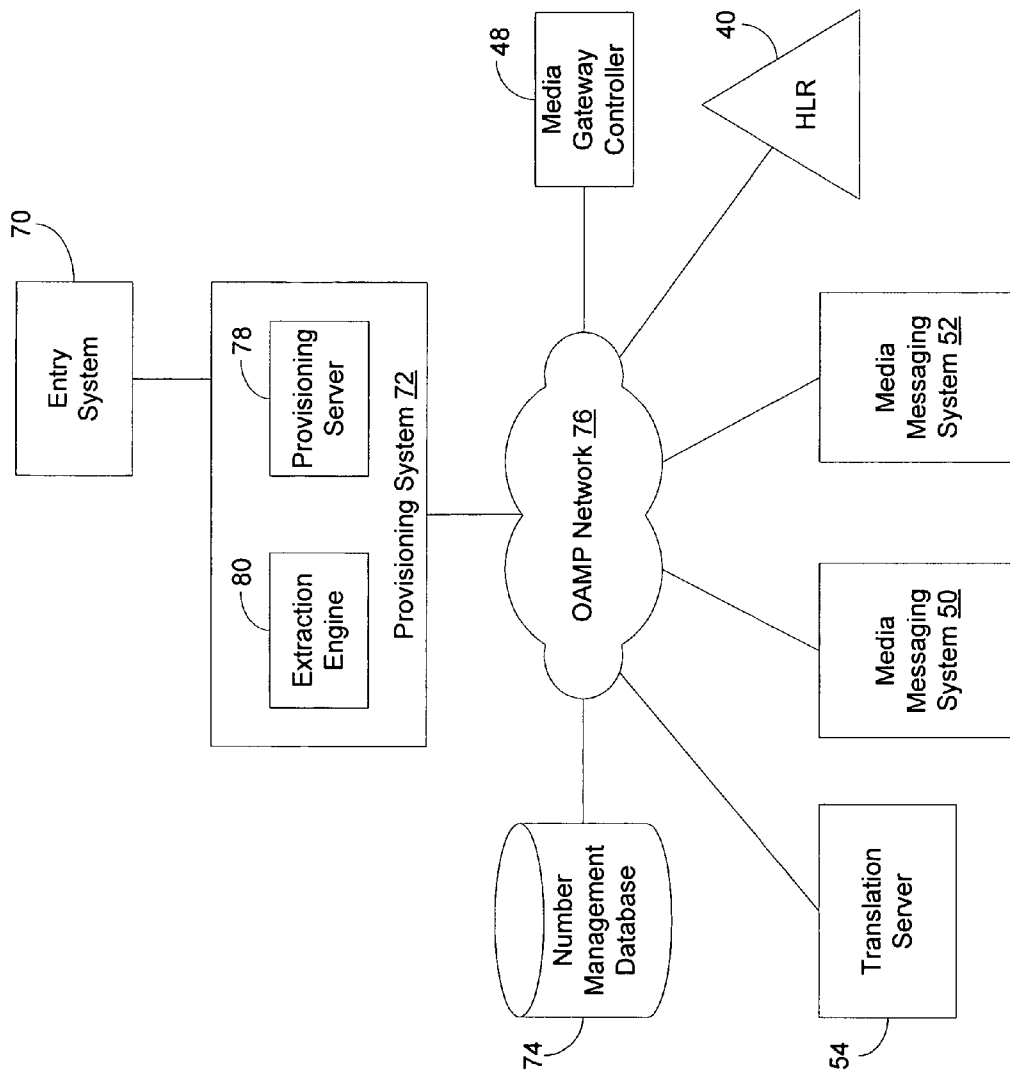 70
Entry
System
80
Extraction
Engine
78
Provisioning
Server
Provisioning System 72
74
Number
Management
Database
OAMP Network 76
48
Media
Gateway
Controller
54
Translation
Server
Media
Messaging
System 50
Media
Messaging
System 52
40
HLR